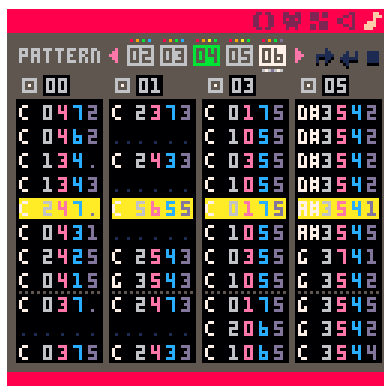 PATTERN 02 03 04 05 06
00 01 03 05
C 0472 C 2373 C 0175 D#3542
C 0462 ...... C 1055 D#3542
C 134. C 2433 C 0355 D#3542
C 1343 ...... C 1055 D#3542
C 247. C 5655 C 0175 A#3541
C 0431 ...... C 1055 A#3545
C 2425 C 2543 C 0355 G 3741
C 0415 G 3543 C 1055 G 3542
C 037. C 2473 C 0175 G 3545
...... ...... C 2065 G 3542
C 0375 C 2433 C 1065 C 3544